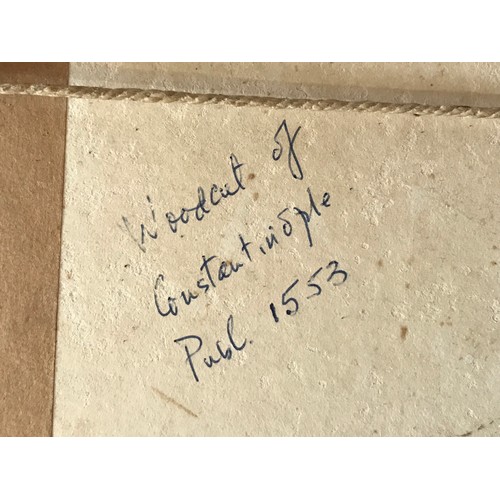 Woodcut of
Constantinople
Publ. 1553